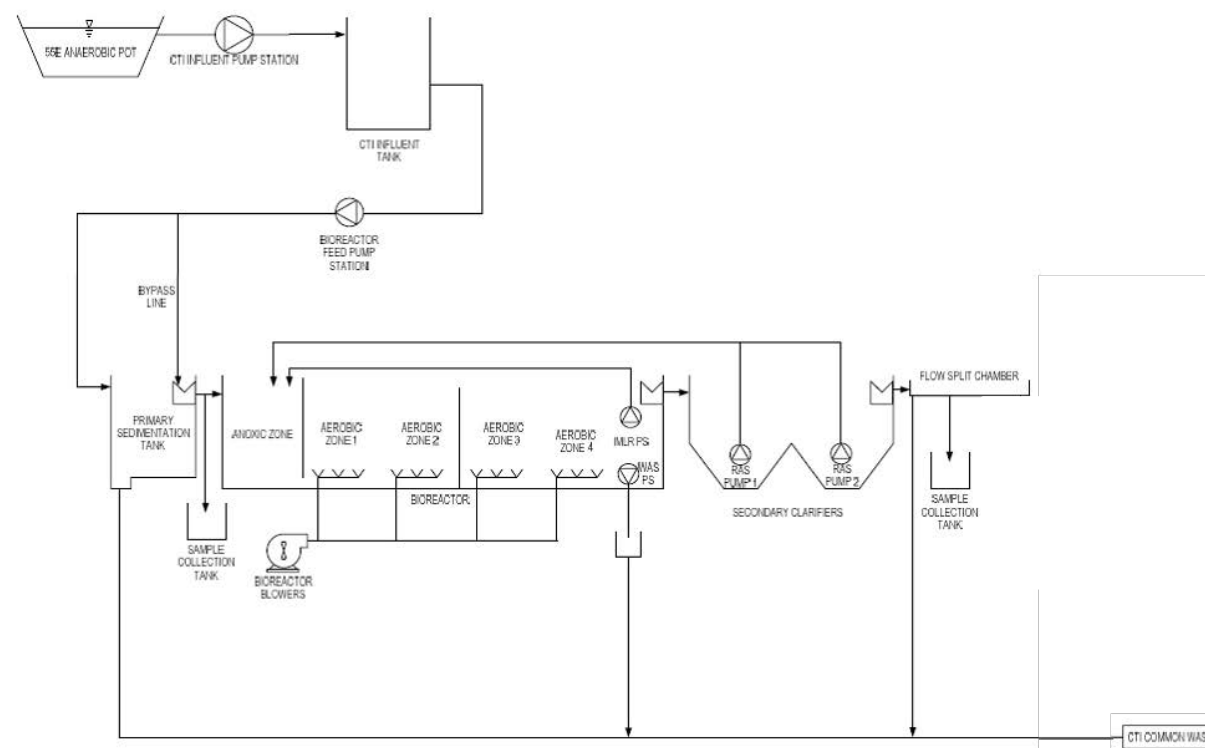 55E ANAEROBIC POT
CTI INFLUENT PUMP STATION
CTI INFLUENT
TANK
BIOREACTOR
FEED PUMP
STATION
BYPASS
LINE
FLOW SPLIT CHAMBER
PRIMARY
SEDIMENTATION
TANK
ANOXIC ZONE
AEROBIC
ZONE 1
AEROBIC
ZONE 2
AEROBIC
ZONE 3
AEROBIC
ZONE 4
IMLR PS
WAS
PS
RAS
PUMP 1
RAS
PUMP 2
BIOREACTOR
SECONDARY CLARIFIERS
SAMPLE
COLLECTION
TANK
SAMPLE
COLLECTION
TANK
BIOREACTOR
BLOWERS
CTI COMMON WAS